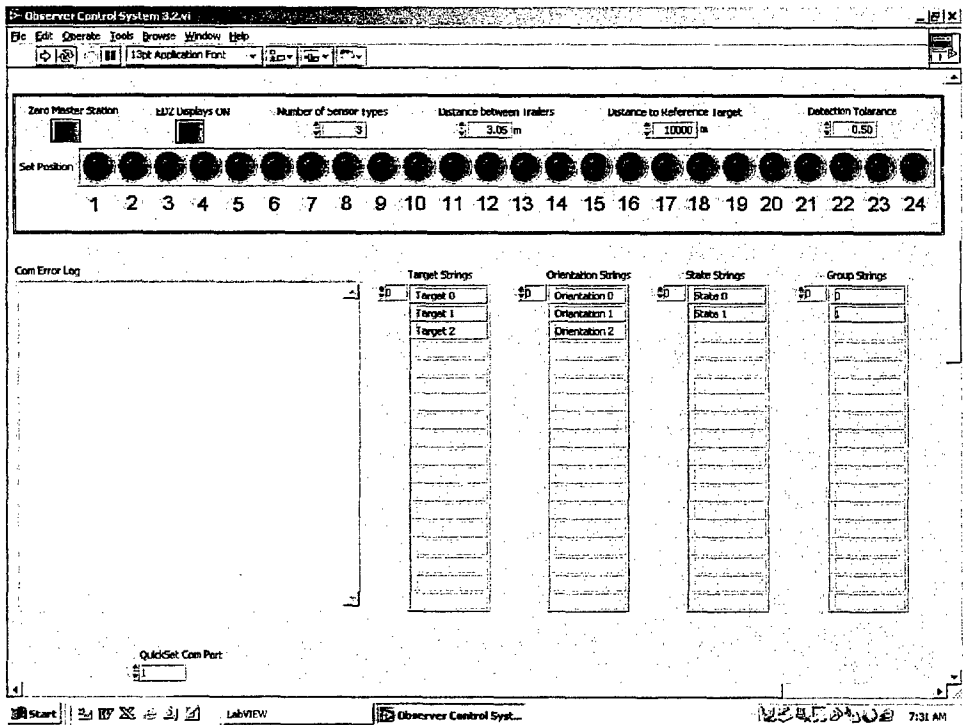 Observer Control System 3.2.vi
File Edit Operate Tools Browse Window Help
13pt Application Font
Zero Master Station EDZ Displays ON Number of Sensor Types Distance between Trailers Distance to Reference Target Detection Tolarance
3 3.05 m 10000 m 0.50
Set Position
1 2 3 4 5 6 7 8 9 10 11 12 13 14 15 16 17 18 19 20 21 22 23 24
Com Error Log Target Strings Orientation Strings State Strings Group Strings
0 Target 0 0 Orientation 0 0 State 0 0 0
Target 1 Orientation 1 State 1 1
Target 2 Orientation 2
QuickSet Com Port
1
Start LabVIEW Observer Control Syst... 7:31 AM